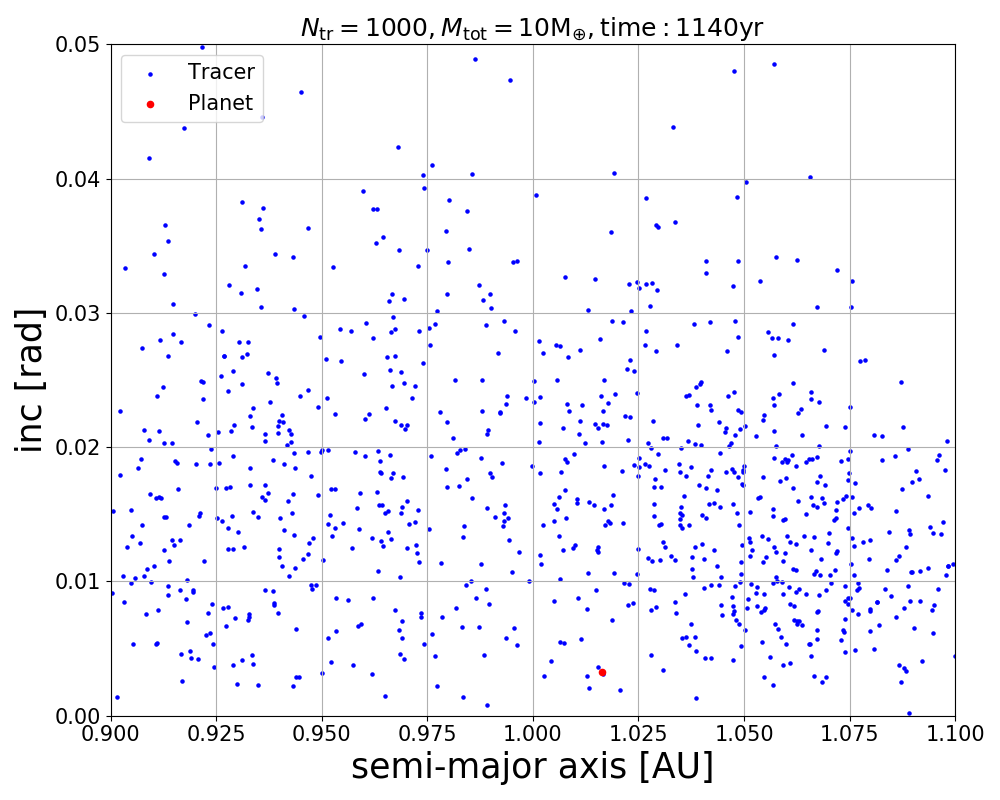 N_tr = 1000, M_tot = 10M_⊕, time : 1140yr
0.05
Tracer
Planet
0.04
0.03
0.02
0.01
0.00
inc [rad]
0.900 0.925 0.950 0.975 1.000 1.025 1.050 1.075 1.100
semi-major axis [AU]